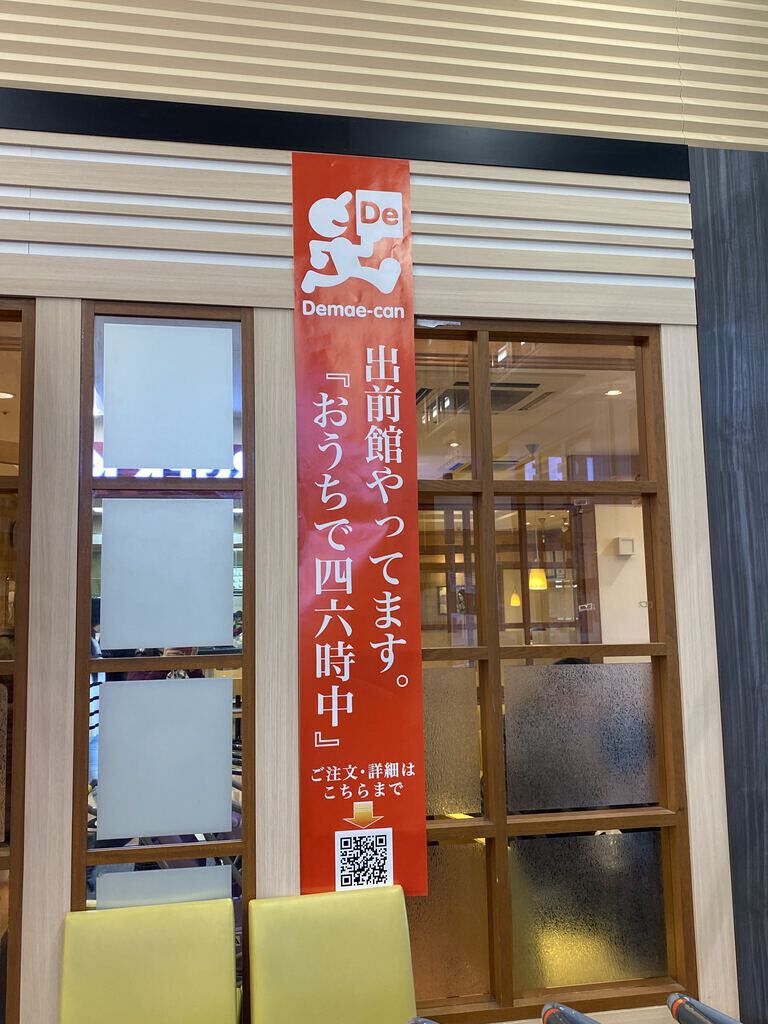 De
Demae-can
出前館やってます。
『おうちで四六時中』
ご注文・詳細は
こちらまで